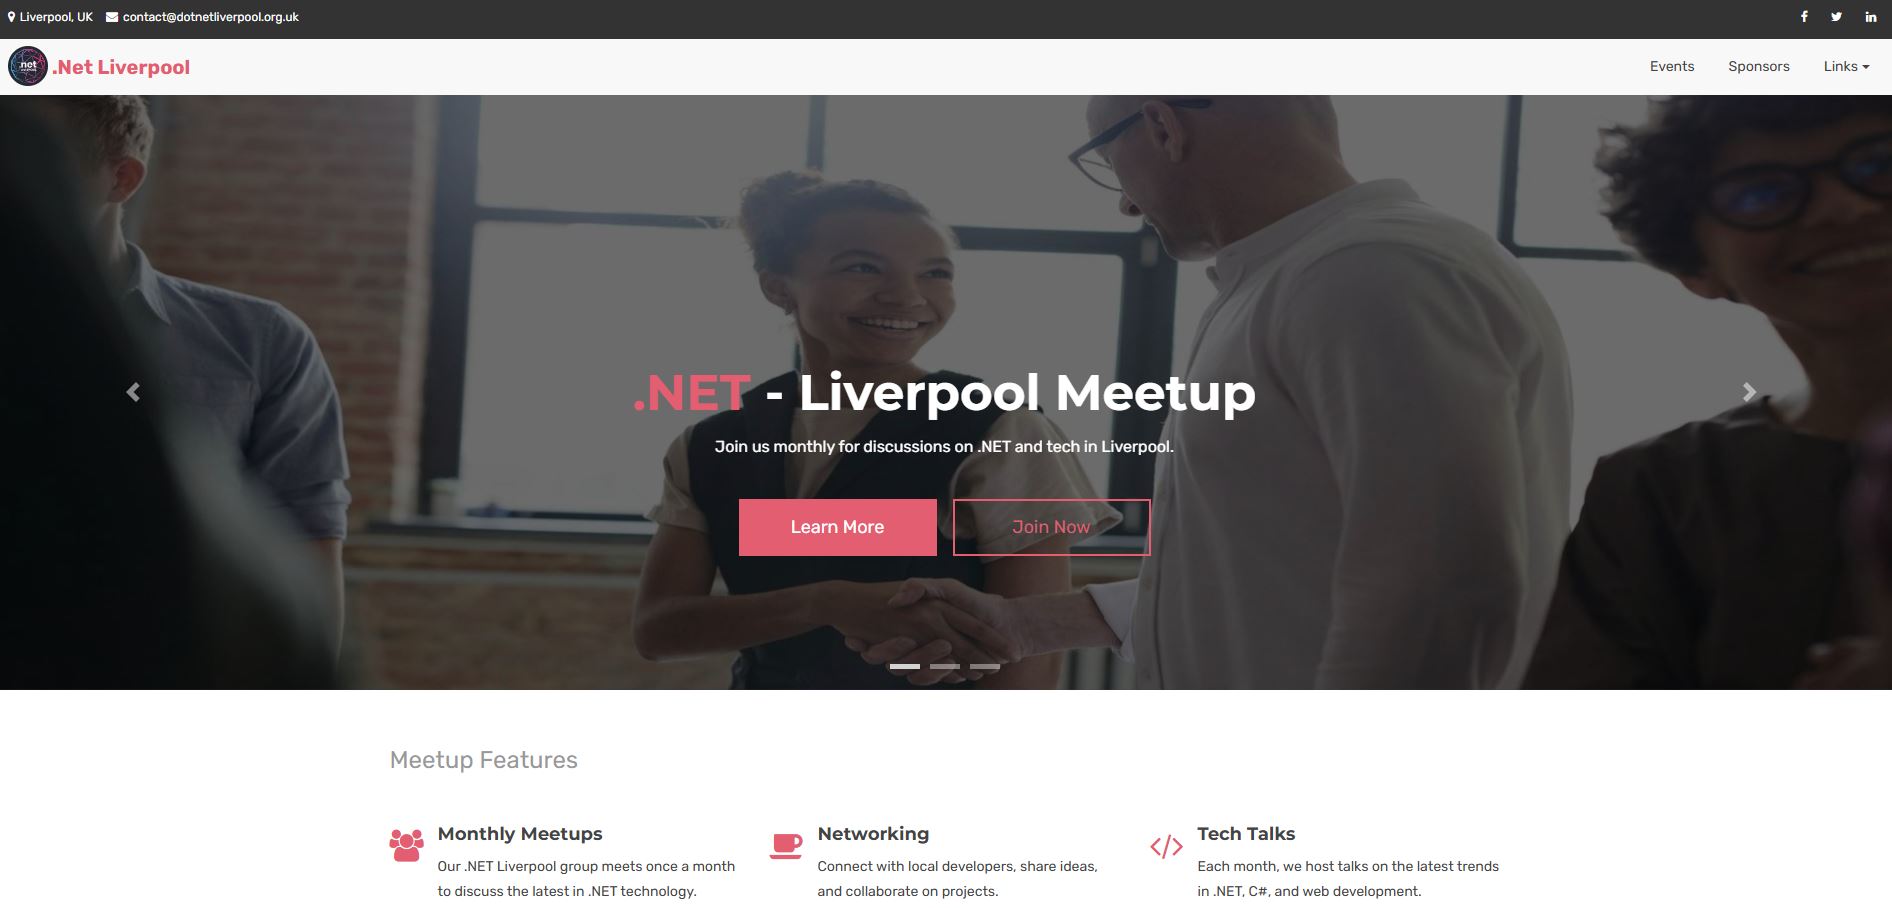 Liverpool, UK contact@dotnetliverpool.org.uk
.net
.Net Liverpool
Events Sponsors Links
.NET - Liverpool Meetup
Join us monthly for discussions on .NET and tech in Liverpool.
Learn More Join Now
Meetup Features
Monthly Meetups
Our .NET Liverpool group meets once a month
to discuss the latest in .NET technology.
Networking
Connect with local developers, share ideas,
and collaborate on projects.
Tech Talks
Each month, we host talks on the latest trends
in .NET, C#, and web development.